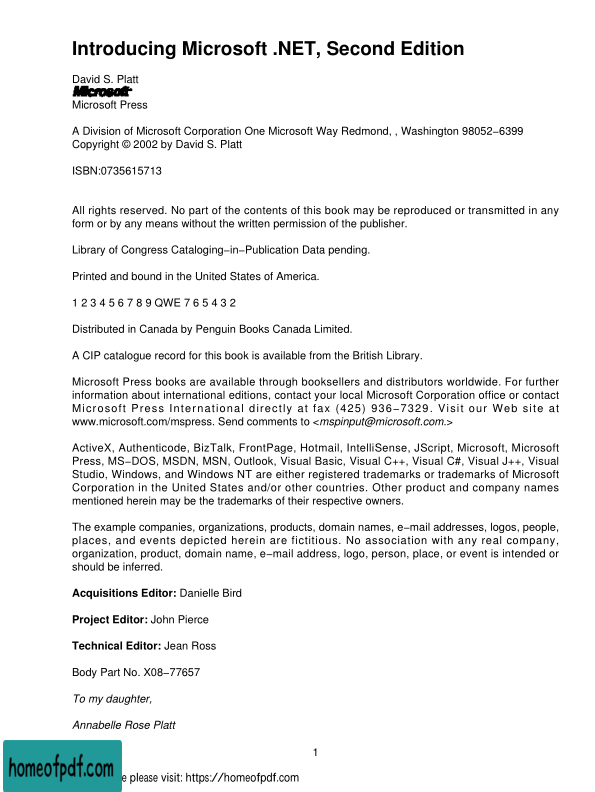 Introducing Microsoft .NET, Second Edition
David S. Platt
Microsoft
Microsoft Press
A Division of Microsoft Corporation One Microsoft Way Redmond, , Washington 98052−6399
Copyright © 2002 by David S. Platt
ISBN:0735615713
All rights reserved. No part of the contents of this book may be reproduced or transmitted in any
form or by any means without the written permission of the publisher.
Library of Congress Cataloging−in−Publication Data pending.
Printed and bound in the United States of America.
1 2 3 4 5 6 7 8 9 QWE 7 6 5 4 3 2
Distributed in Canada by Penguin Books Canada Limited.
A CIP catalogue record for this book is available from the British Library.
Microsoft Press books are available through booksellers and distributors worldwide. For further
information about international editions, contact your local Microsoft Corporation office or contact
Microsoft Press International directly at fax (425) 936−7329. Visit our Web site at
www.microsoft.com/mspress. Send comments to <mspinput@microsoft.com.>
ActiveX, Authenticode, BizTalk, FrontPage, Hotmail, IntelliSense, JScript, Microsoft, Microsoft
Press, MS−DOS, MSDN, MSN, Outlook, Visual Basic, Visual C++, Visual C#, Visual J++, Visual
Studio, Windows, and Windows NT are either registered trademarks or trademarks of Microsoft
Corporation in the United States and/or other countries. Other product and company names
mentioned herein may be the trademarks of their respective owners.
The example companies, organizations, products, domain names, e−mail addresses, logos, people,
places, and events depicted herein are fictitious. No association with any real company,
organization, product, domain name, e−mail address, logo, person, place, or event is intended or
should be inferred.
Acquisitions Editor: Danielle Bird
Project Editor: John Pierce
Technical Editor: Jean Ross
Body Part No. X08−77657
To my daughter,
Annabelle Rose Platt
1
homeofpdf.com
e please visit: https://homeofpdf.com